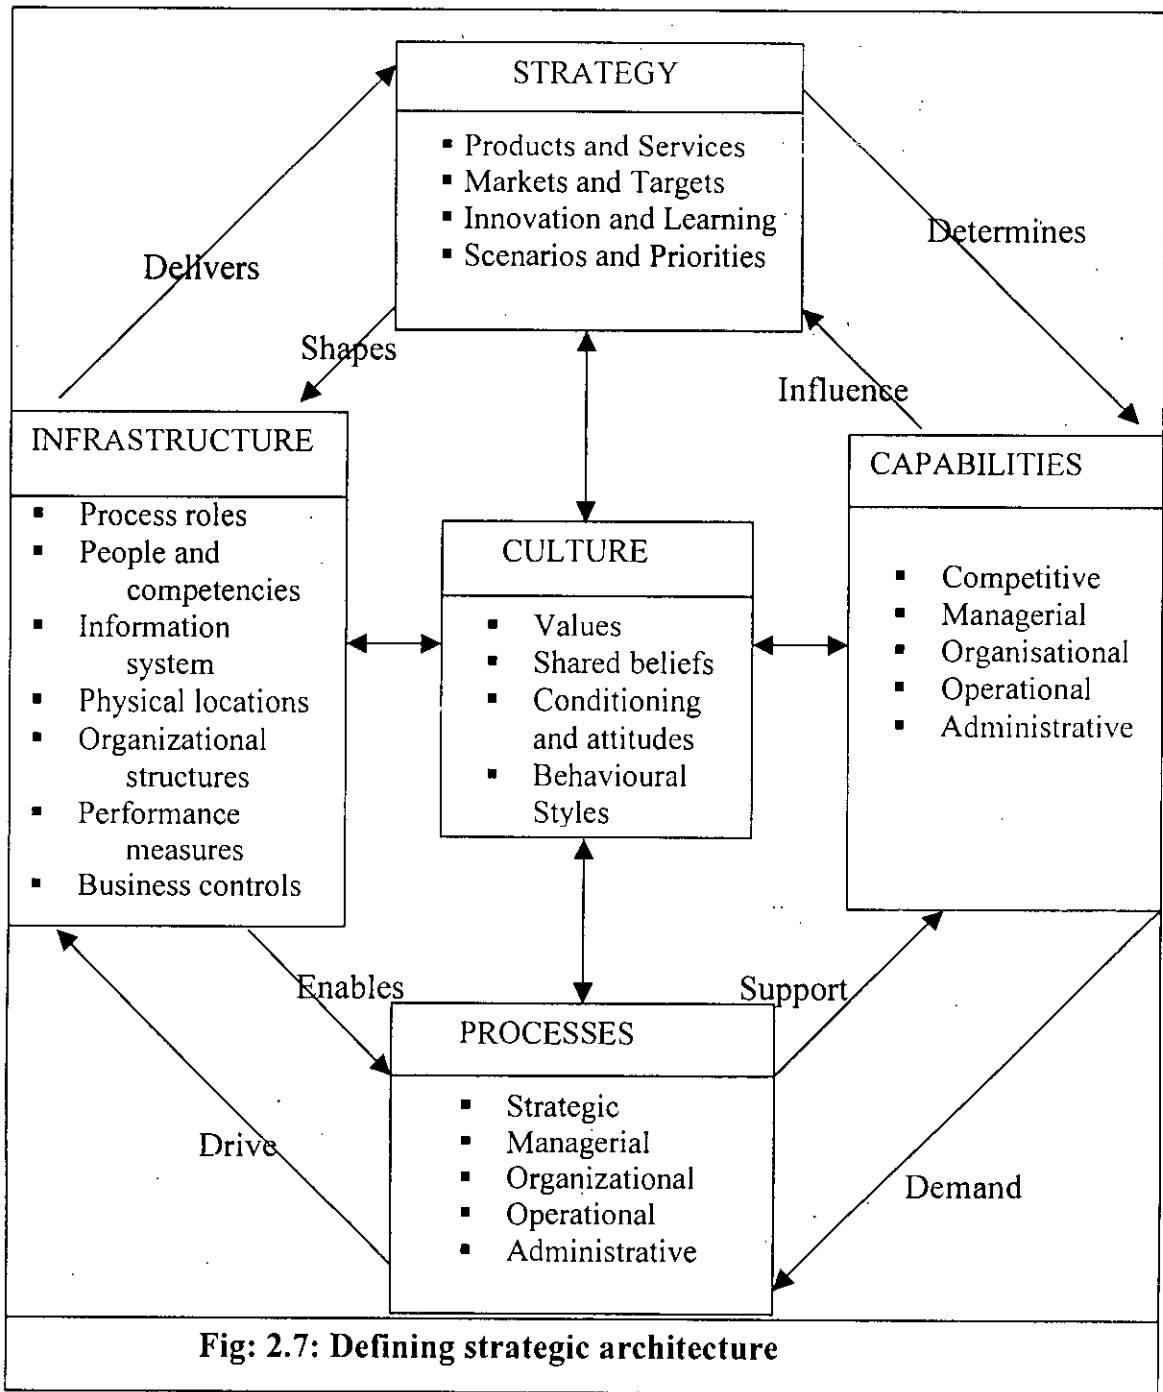 STRATEGY
▪ Products and Services
▪ Markets and Targets
▪ Innovation and Learning
▪ Scenarios and Priorities
Delivers
Determines
Shapes
Influence
INFRASTRUCTURE
▪ Process roles
▪ People and
competencies
▪ Information
system
▪ Physical locations
▪ Organizational
structures
▪ Performance
measures
▪ Business controls
CULTURE
▪ Values
▪ Shared beliefs
▪ Conditioning
and attitudes
▪ Behavioural
Styles
CAPABILITIES
▪ Competitive
▪ Managerial
▪ Organisational
▪ Operational
▪ Administrative
Enables
Support
Drive
Demand
PROCESSES
▪ Strategic
▪ Managerial
▪ Organizational
▪ Operational
▪ Administrative
Fig: 2.7: Defining strategic architecture